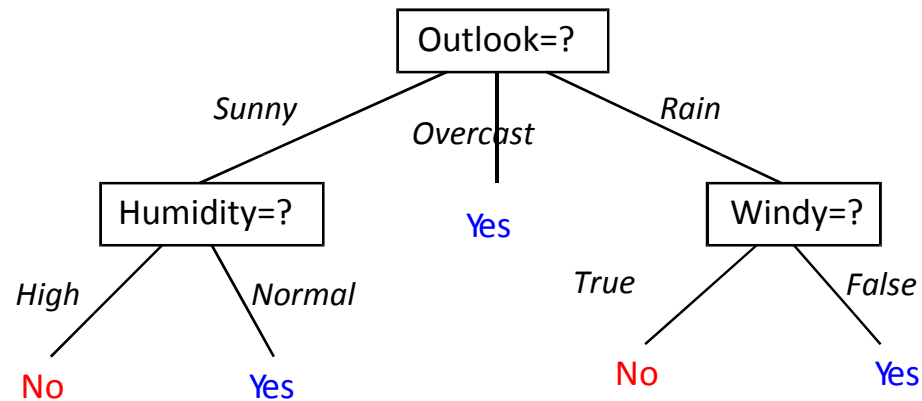 Outlook=?
Sunny
Overcast
Rain
Humidity=?
Yes
Windy=?
High
Normal
True
False
No
Yes
No
Yes